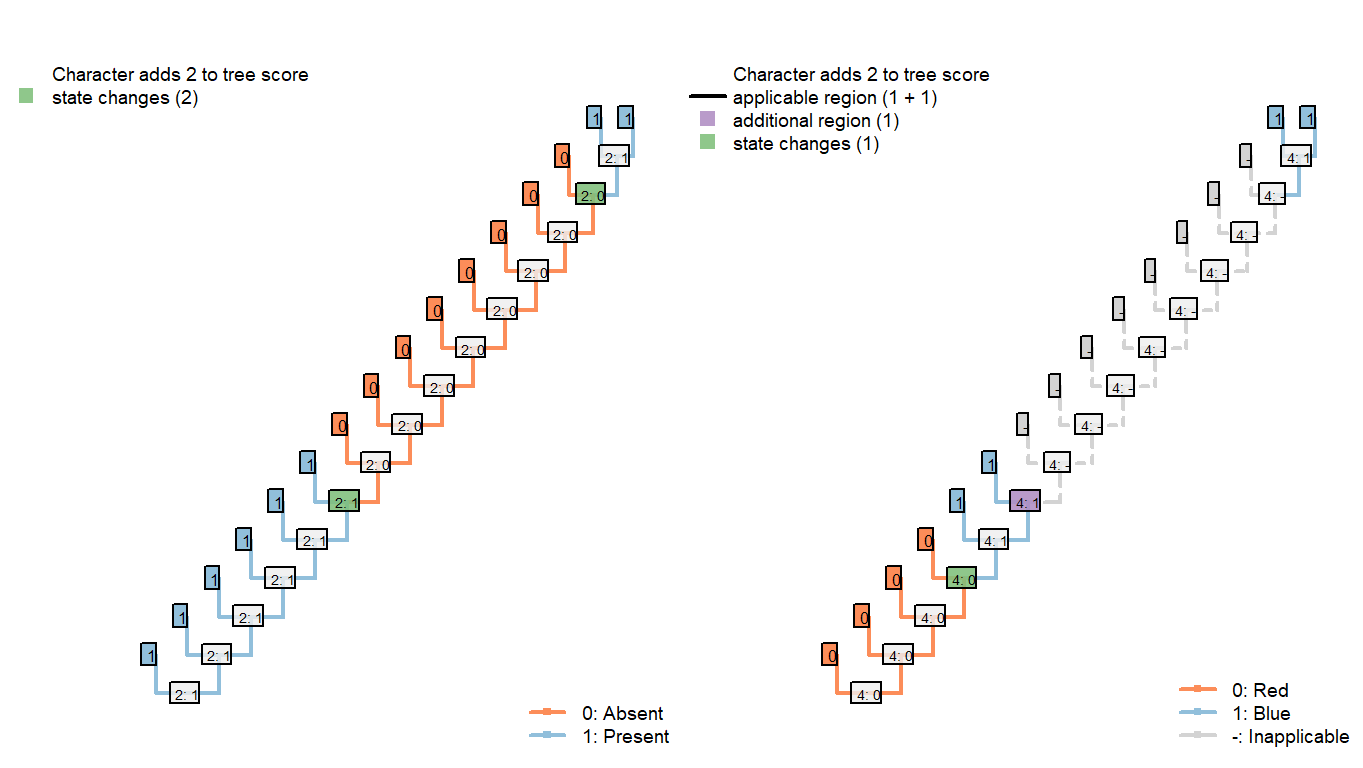 Character adds 2 to tree score
state changes (2)
1 1
0 2: 1
0 2: 0
0 2: 0
0 2: 0
0 2: 0
0 2: 0
0 2: 0
0 2: 0
1 2: 0
1 2: 1
1 2: 1
1 2: 1
1 2: 1
1 2: 1
2: 1
0: Absent
1: Present
Character adds 2 to tree score
applicable region (1 + 1)
additional region (1)
state changes (1)
1 1
- 4: 1
- 4: -
- 4: -
- 4: -
- 4: -
- 4: -
- 4: -
- 4: -
1 4: -
1 4: 1
0 4: 1
0 4: 0
0 4: 0
0 4: 0
4: 0
0: Red
1: Blue
-: Inapplicable